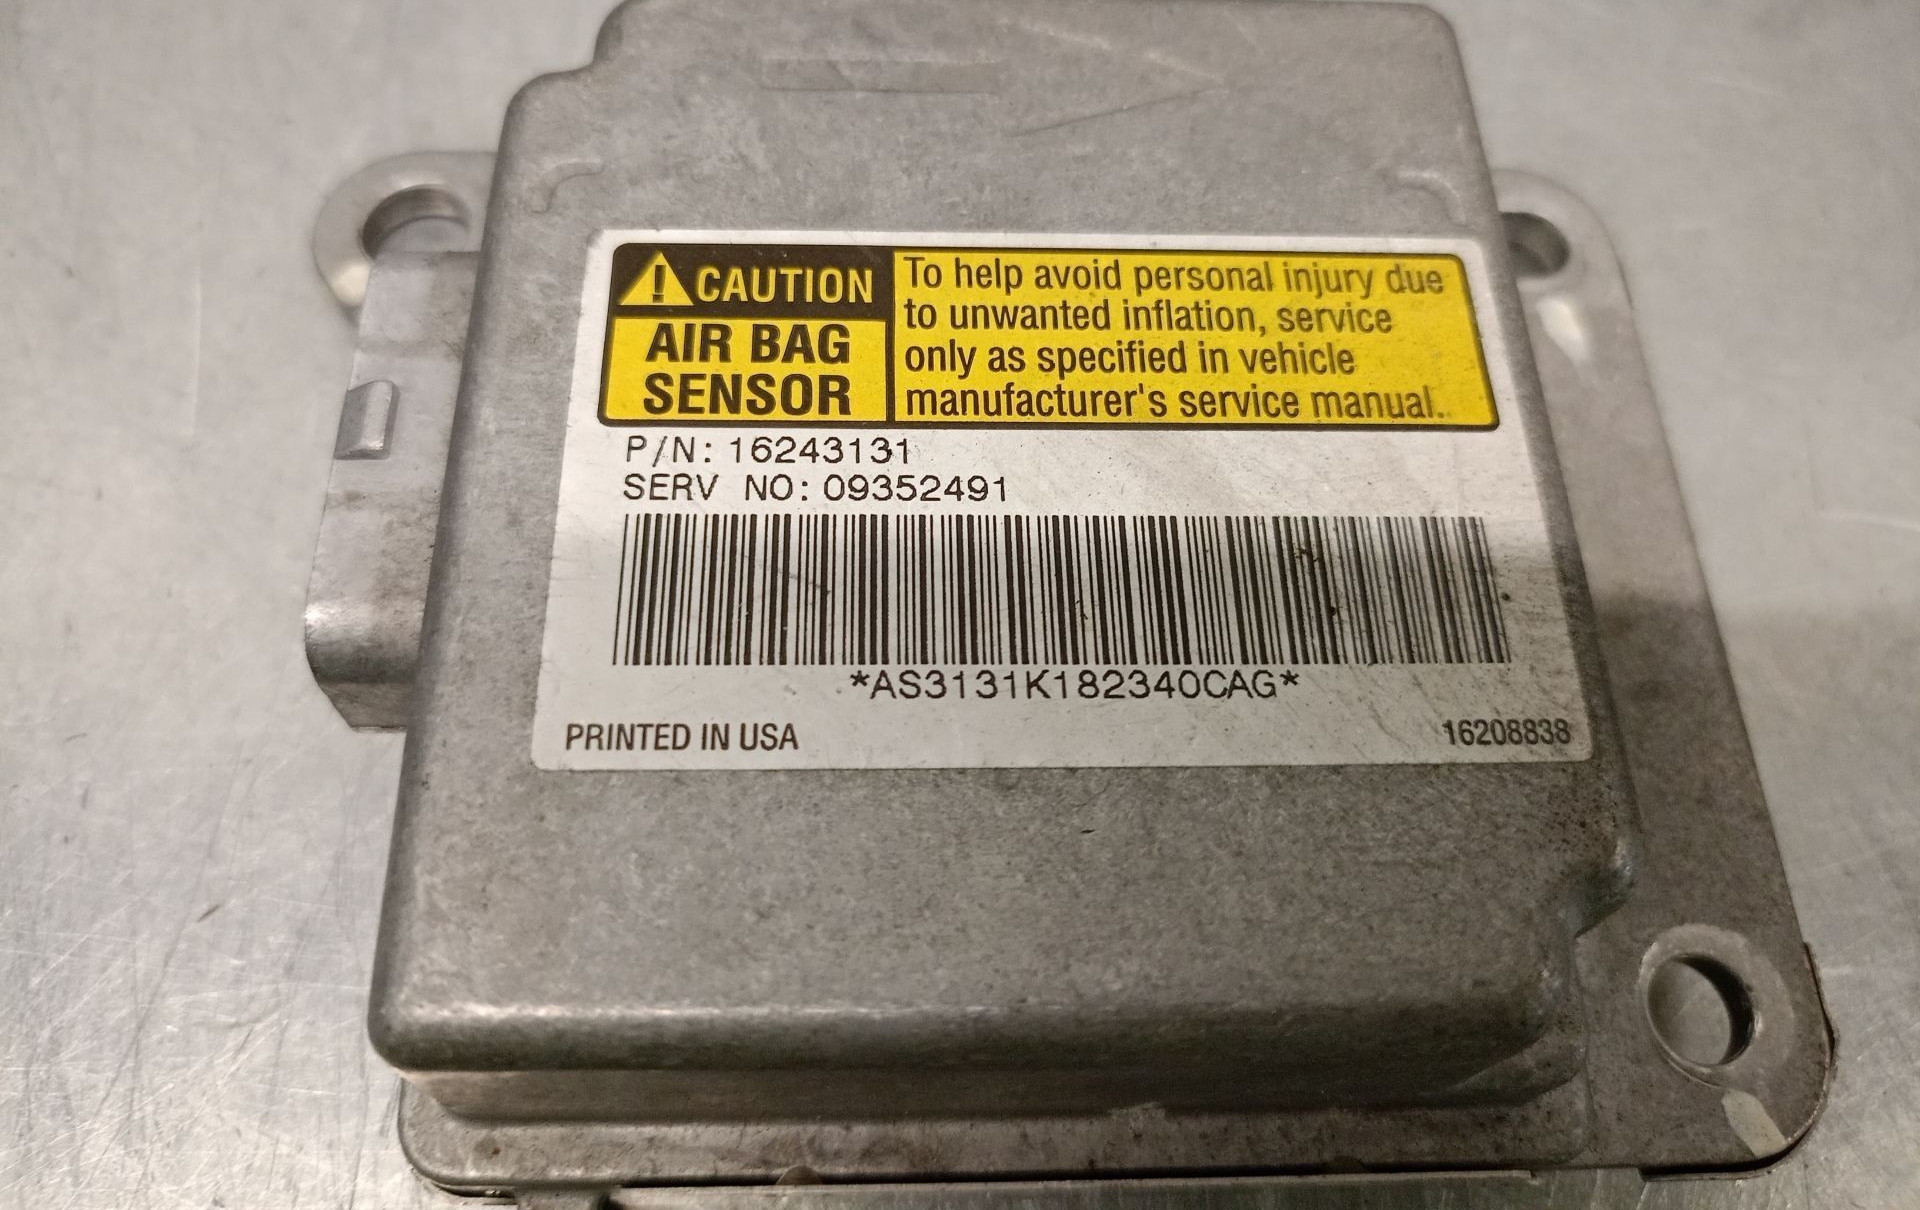 CAUTION
AIR BAG
SENSOR
To help avoid personal injury due
to unwanted inflation, service
only as specified in vehicle
manufacturer's service manual.
P/N: 16243131
SERV NO: 09352491
*AS3131K182340CAG*
PRINTED IN USA
16208838